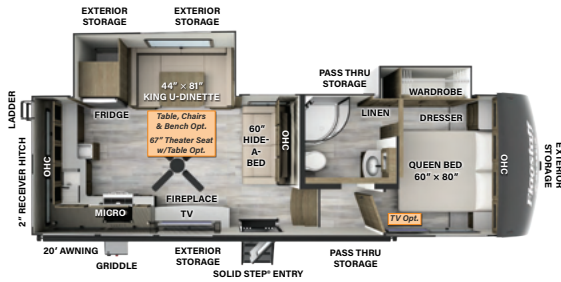 EXTERIOR
STORAGE
EXTERIOR
STORAGE
44" × 81"
KING U-DINETTE
FRIDGE
Table, Chairs
& Bench Opt.
67" Theater Seat
w/Table Opt.
60"
HIDE-
A-
BED
OHC
PASS THRU
STORAGE
WARDROBE
LINEN
DRESSER
QUEEN BED
60" × 80"
OHC
Flagstaff
EXTERIOR
STORAGE
TV Opt.
LADDER
2" RECEIVER HITCH
OHC
MICRO
FIREPLACE
TV
20' AWNING
GRIDDLE
EXTERIOR
STORAGE
SOLID STEP® ENTRY
PASS THRU
STORAGE